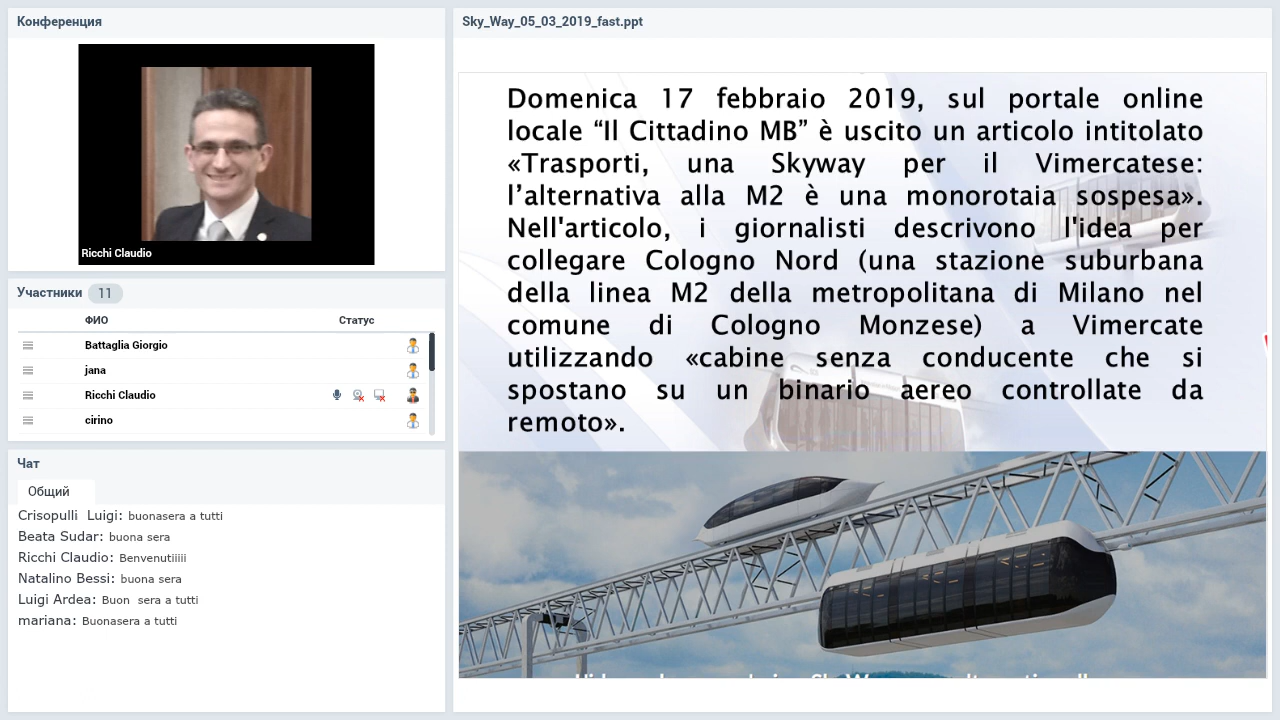 Конференция
Ricchi Claudio
Участники 11
ФИО Статус
Battaglia Giorgio
jana
Ricchi Claudio
cirino
Чат
Общий
Crisopulli Luigi: buonasera a tutti
Beata Sudar: buona sera
Ricchi Claudio: Benvenutiiiii
Natalino Bessi: buona sera
Luigi Ardea: Buon sera a tutti
mariana: Buonasera a tutti
Sky_Way_05_03_2019_fast.ppt
Domenica 17 febbraio 2019, sul portale online
locale “Il Cittadino MB” è uscito un articolo intitolato
«Trasporti, una Skyway per il Vimercatese:
l’alternativa alla M2 è una monorotaia sospesa».
Nell'articolo, i giornalisti descrivono l'idea per
collegare Cologno Nord (una stazione suburbana
della linea M2 della metropolitana di Milano nel
comune di Cologno Monzese) a Vimercate
utilizzando «cabine senza conducente che si
spostano su un binario aereo controllate da
remoto».